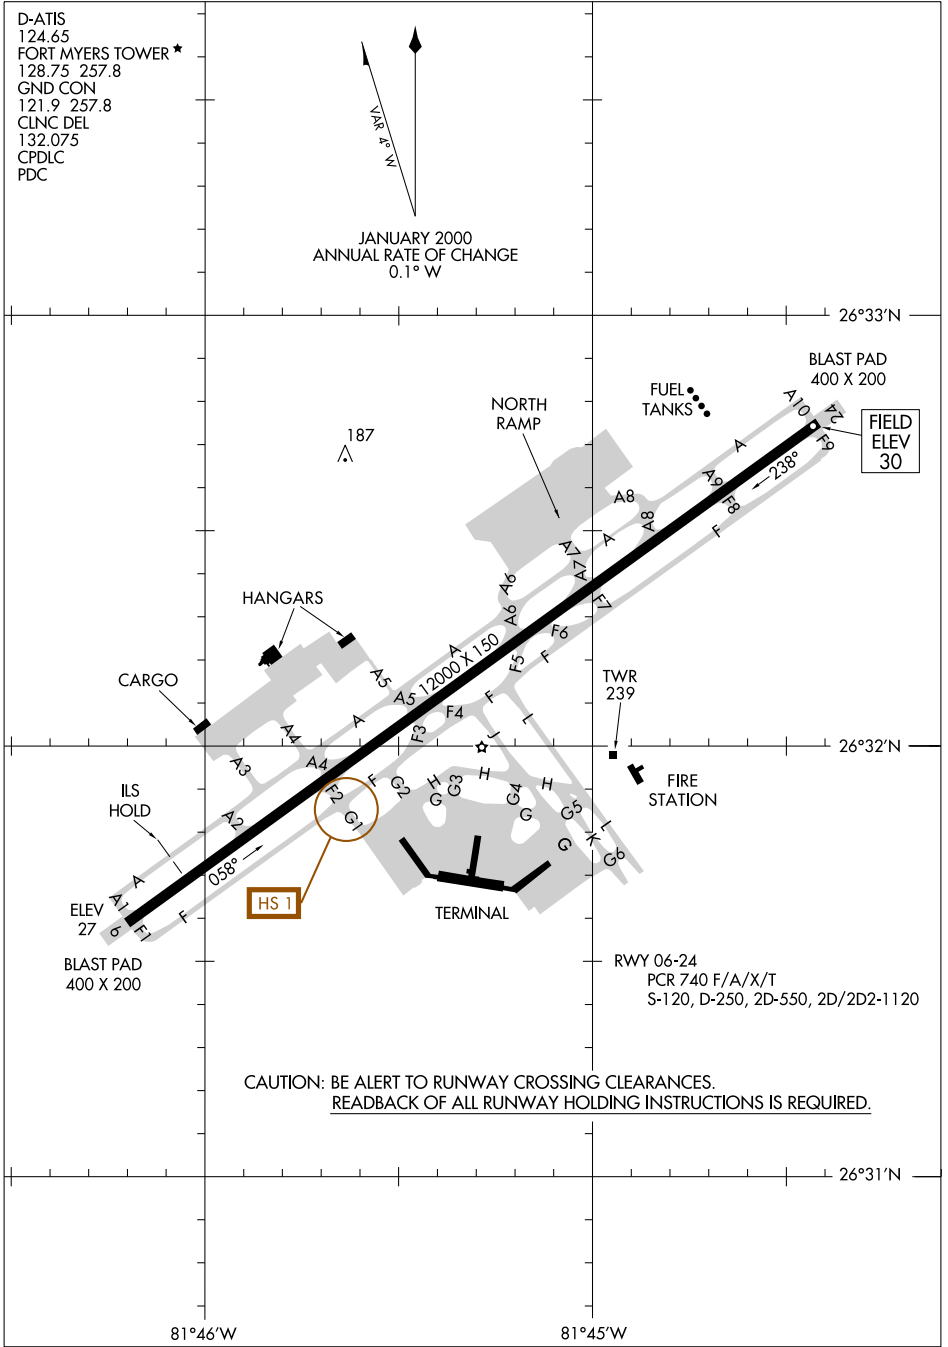 D-ATIS
124.65
FORT MYERS TOWER ★
128.75 257.8
GND CON
121.9 257.8
CLNC DEL
132.075
CPDLC
PDC
VAR 4° W
JANUARY 2000
ANNUAL RATE OF CHANGE
0.1° W
26°33'N
BLAST PAD
400 X 200
FUEL
TANKS
A10
24
FIELD
ELEV
30
NORTH
RAMP
187
A
F9
238°
A9
A8
F8
A8
F
A7
A
A7
A6
A6
F7
HANGARS
A
F6
12000 X 150
F5
F
CARGO
A5
A5
TWR
239
F
F4
L
A
A4
F3
J
26°32'N
A3
A4
H
FIRE
STATION
ILS
HOLD
F
G2
H
G3
G4
H
F2
G
G
G5
L
A2
G1
K
G
G6
058°
A
A1
HS 1
TERMINAL
ELEV
27
F
6
F1
BLAST PAD
400 X 200
RWY 06-24
PCR 740 F/A/X/T
S-120, D-250, 2D-550, 2D/2D2-1120
CAUTION: BE ALERT TO RUNWAY CROSSING CLEARANCES.
READBACK OF ALL RUNWAY HOLDING INSTRUCTIONS IS REQUIRED.
26°31'N
81°46'W
81°45'W